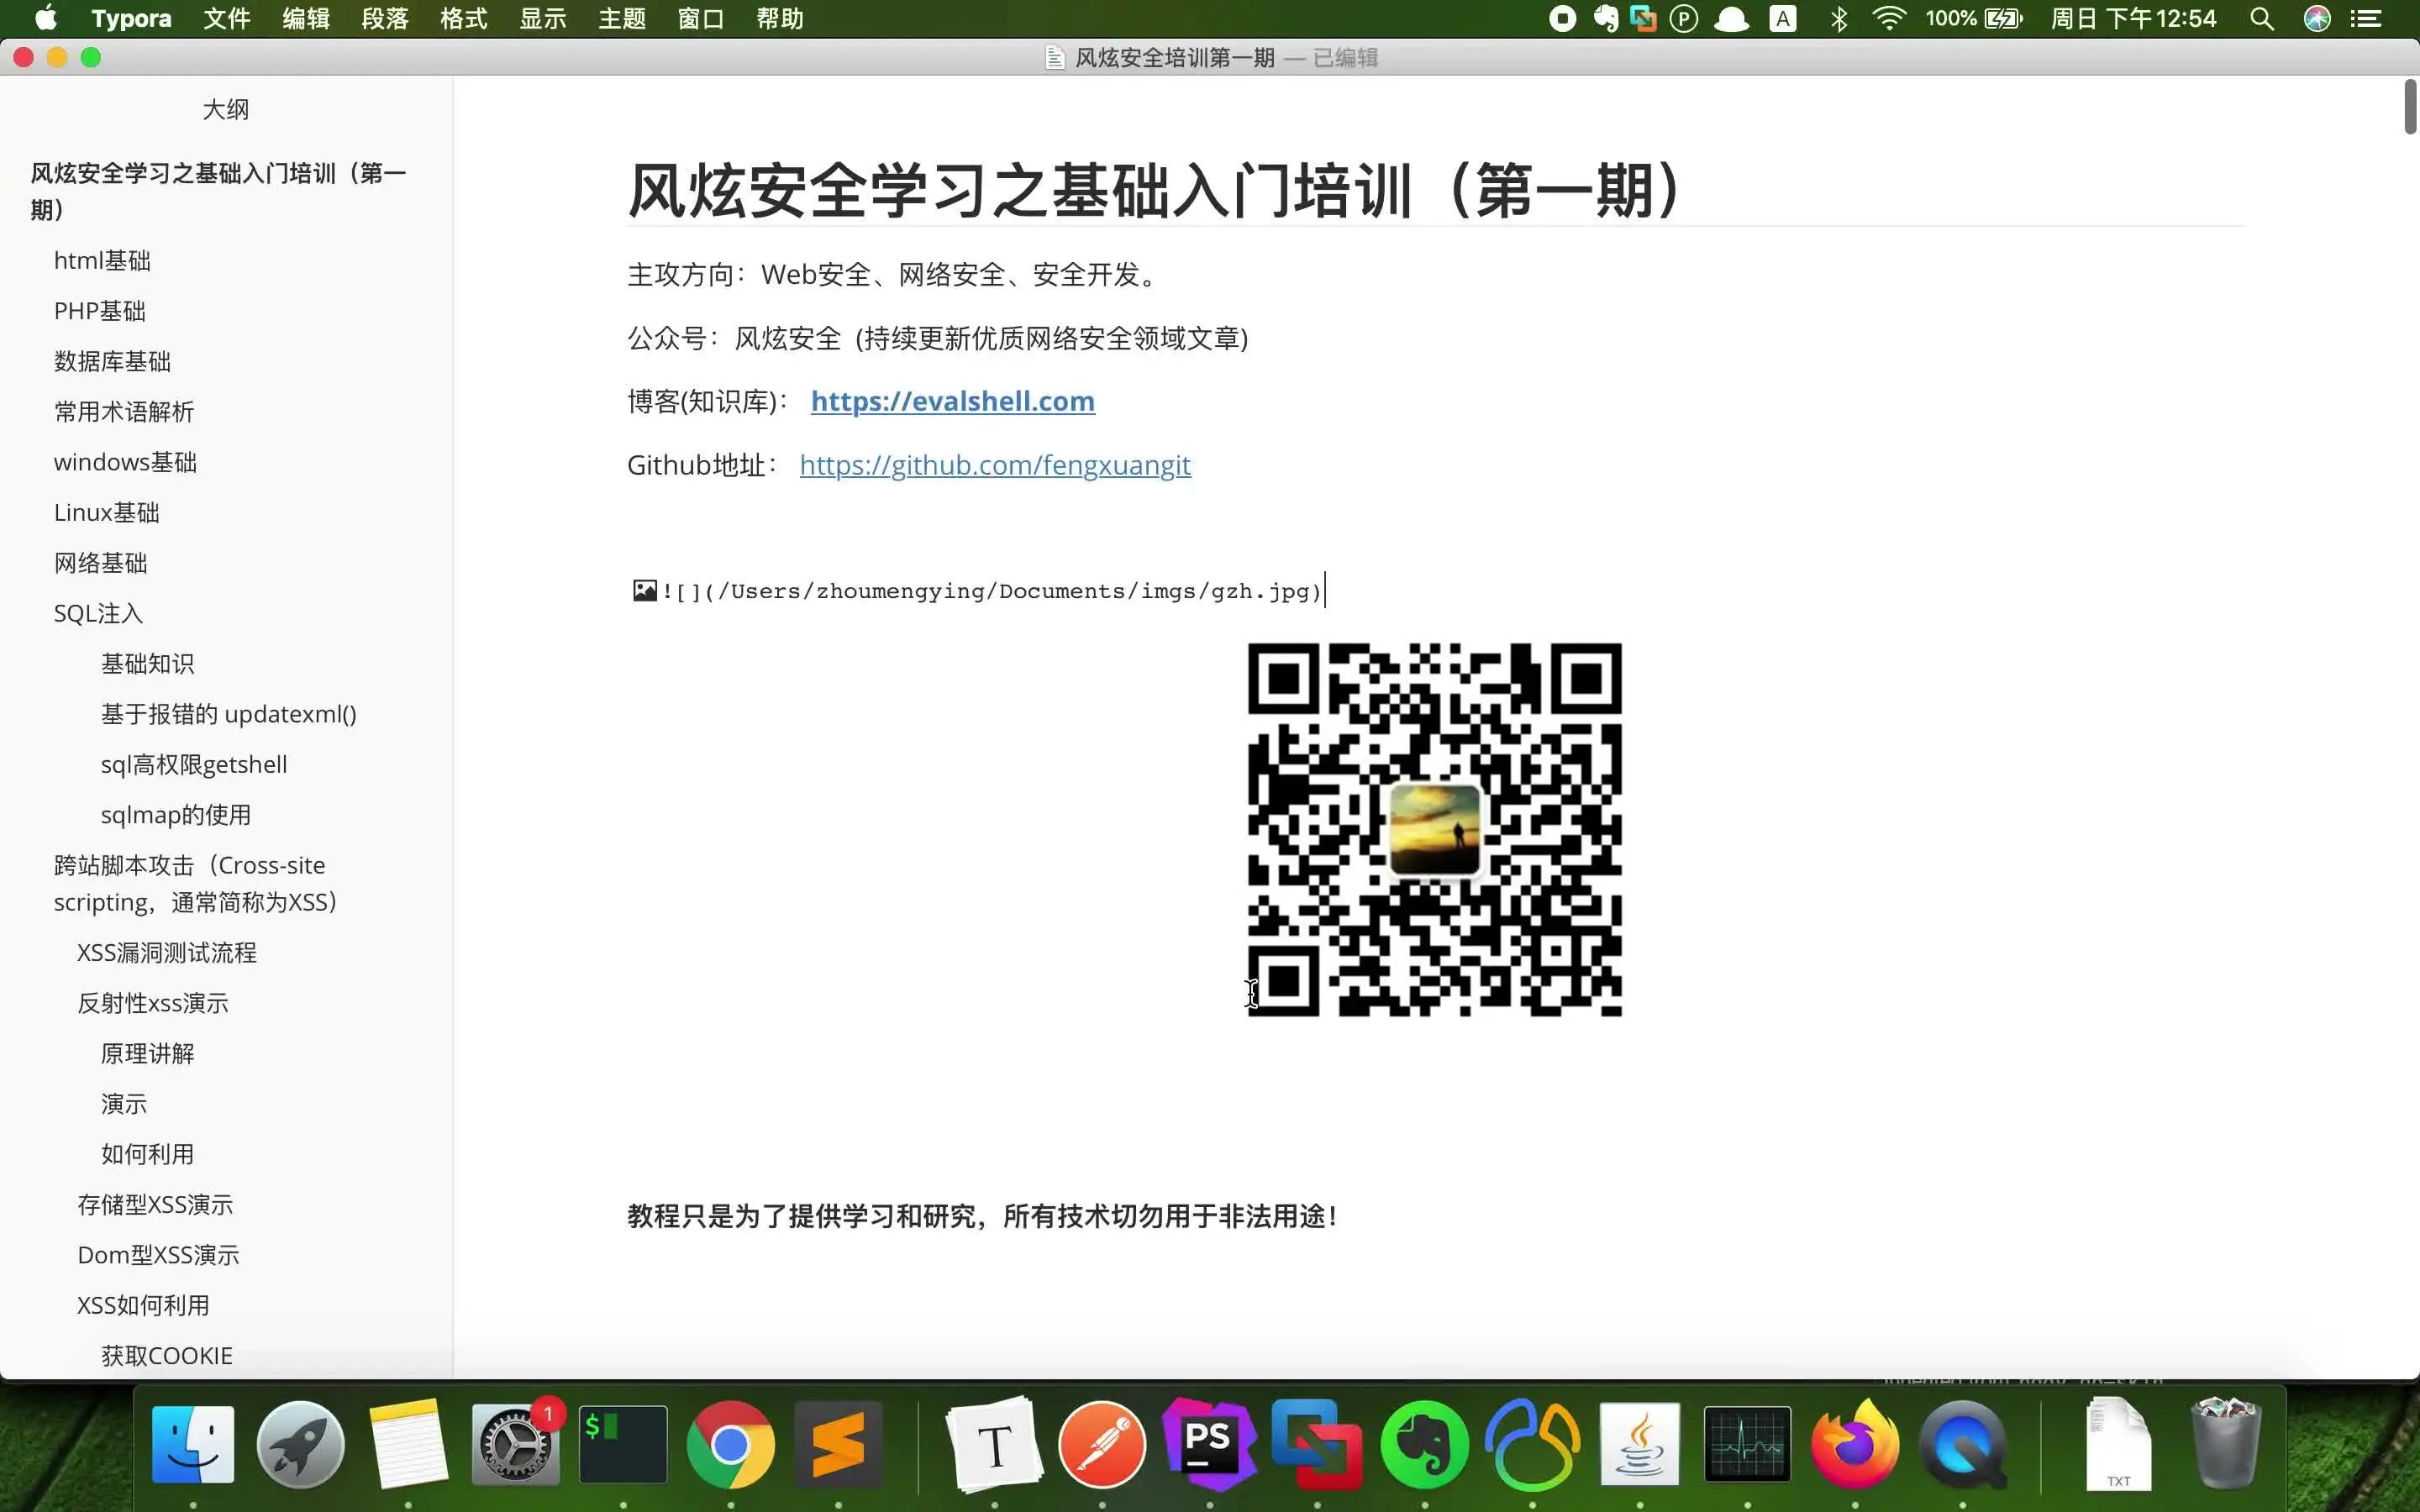 Typora 文件 编辑 段落 格式 显示 主题 窗口 帮助 P A 100% 周日 下午12:54
风炫安全培训第一期 — 已编辑
大纲
风炫安全学习之基础入门培训（第一
期）
html基础
PHP基础
数据库基础
常用术语解析
windows基础
Linux基础
网络基础
SQL注入
基础知识
基于报错的 updatexml()
sql高权限getshell
sqlmap的使用
跨站脚本攻击（Cross-site
scripting，通常简称为XSS）
XSS漏洞测试流程
反射性xss演示
原理讲解
演示
如何利用
存储型XSS演示
Dom型XSS演示
XSS如何利用
获取COOKIE
风炫安全学习之基础入门培训（第一期）
主攻方向：Web安全、网络安全、安全开发。
公众号：风炫安全 (持续更新优质网络安全领域文章)
博客(知识库)： https://evalshell.com
Github地址： https://github.com/fengxuangit
![](/Users/zhoumengying/Documents/imgs/gzh.jpg)
教程只是为了提供学习和研究，所有技术切勿用于非法用途！
1
$
T
PS
TXT